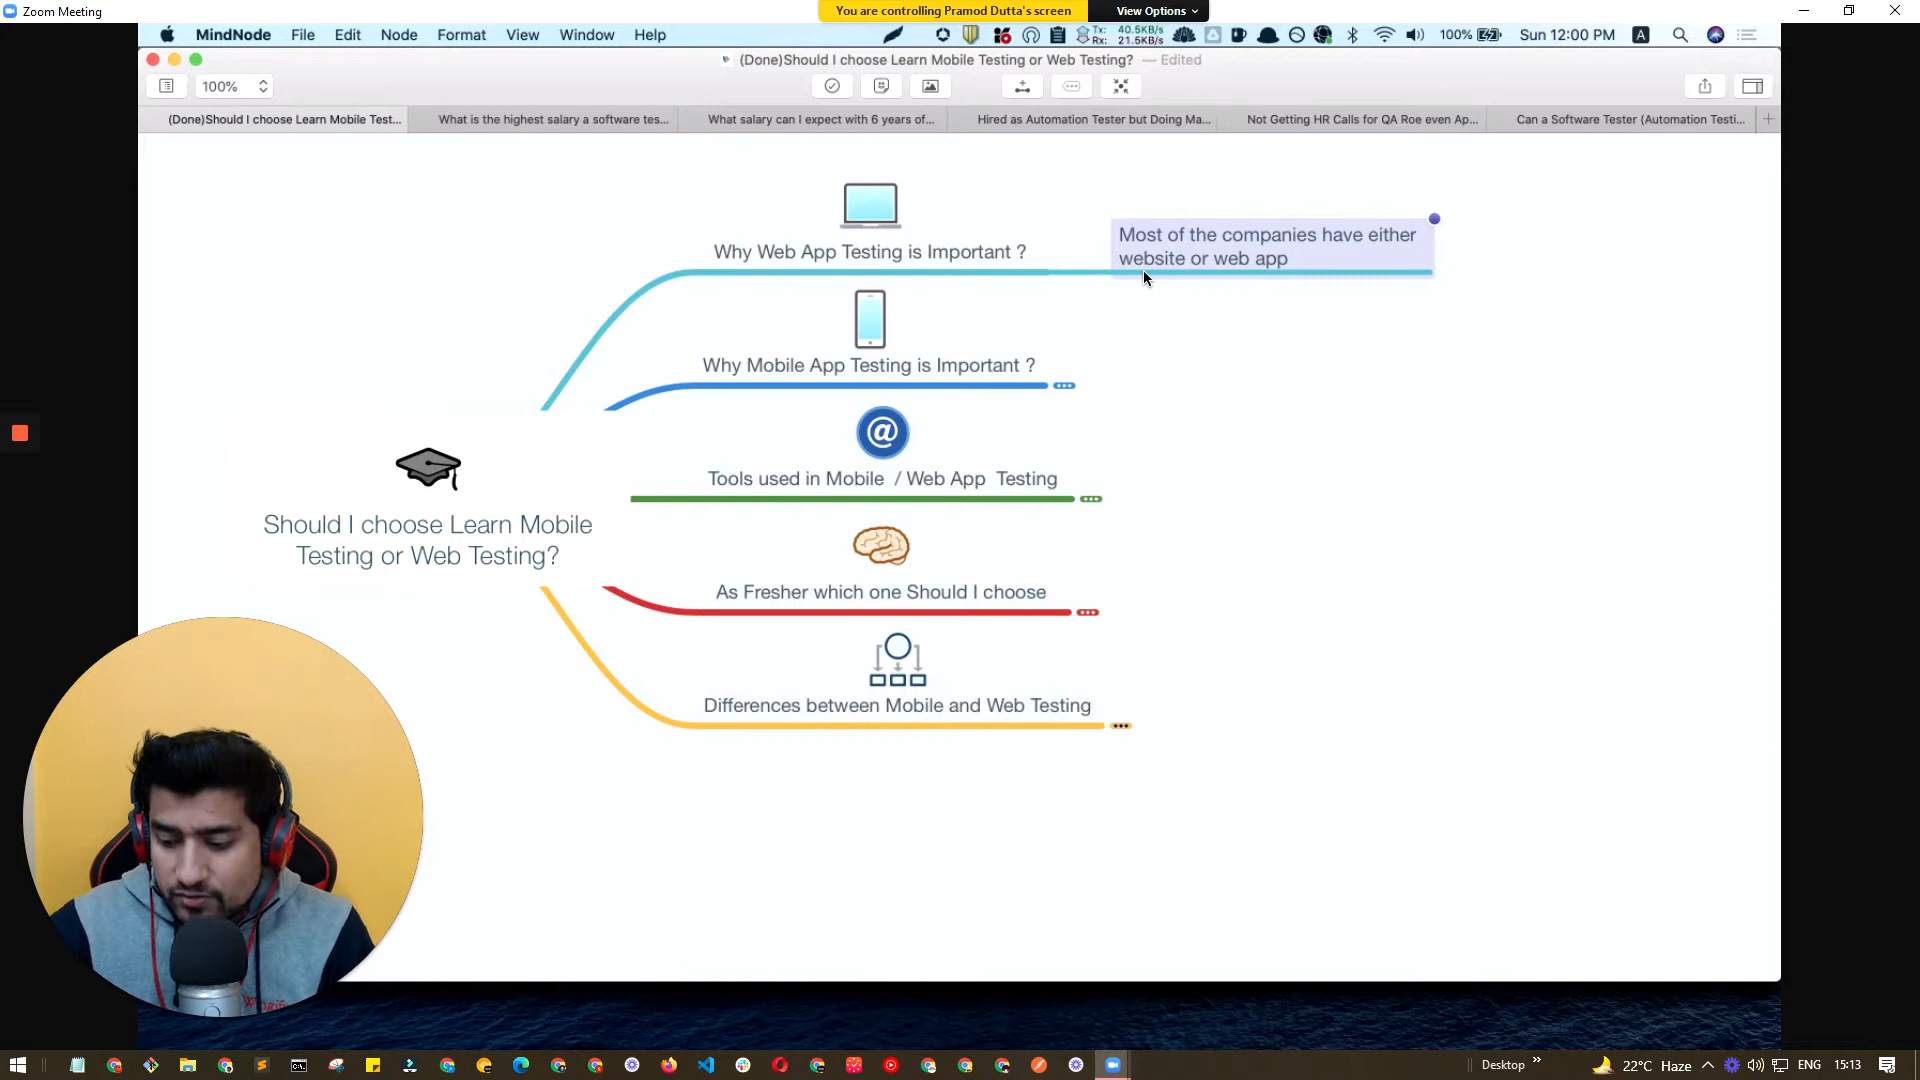 Zoom Meeting
You are controlling Pramod Dutta's screen
View Options
MindNode File Edit Node Format View Window Help
Tx: 40.5KB/s
Rx: 21.5KB/s
100%
Sun 12:00 PM
A
(Done)Should I choose Learn Mobile Testing or Web Testing? — Edited
100%
(Done)Should I choose Learn Mobile Test...
What is the highest salary a software tes...
What salary can I expect with 6 years of...
Hired as Automation Tester but Doing Ma...
Not Getting HR Calls for QA Roe even Ap...
Can a Software Tester (Automation Testi...
Why Web App Testing is Important ?
Most of the companies have either
website or web app
Why Mobile App Testing is Important ?
@
Tools used in Mobile / Web App Testing
Should I choose Learn Mobile
Testing or Web Testing?
As Fresher which one Should I choose
Differences between Mobile and Web Testing
Desktop
22°C Haze
ENG
15:13